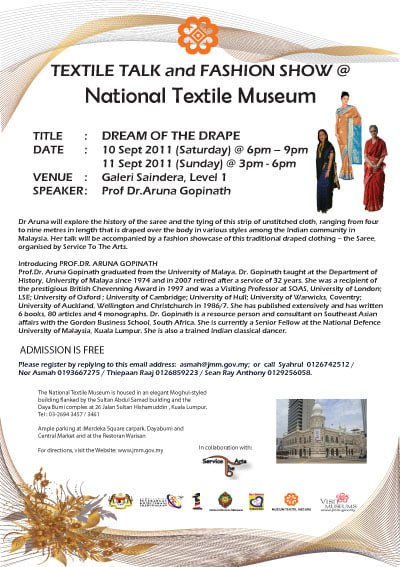 TEXTILE TALK and FASHION SHOW @
National Textile Museum
TITLE : DREAM OF THE DRAPE
DATE : 10 Sept 2011 (Saturday) @ 6pm – 9pm
11 Sept 2011 (Sunday) @ 3pm - 6pm
VENUE : Galeri Saindera, Level 1
SPEAKER: Prof Dr.Aruna Gopinath
Dr Aruna will explore the history of the saree and the tying of this strip of unstitched cloth, ranging from four
to nine metres in length that is draped over the body in various styles among the Indian community in
Malaysia. Her talk will be accompanied by a fashion showcase of this traditional draped clothing – the Saree,
organised by Service To The Arts.
Introducing PROF.DR. ARUNA GOPINATH
Prof.Dr. Aruna Gopinath graduated from the University of Malaya. Dr. Gopinath taught at the Department of
History, University of Malaya since 1974 and in 2007 retired after a service of 32 years. She was a recipient of
the prestigious British Chevenning Award in 1997 and was a Visiting Professor at SOAS, University of London;
LSE; University of Oxford; University of Cambridge; University of Hull; University of Warwicks, Coventry;
University of Auckland, Wellington and Christchurch in 1986/7. She has published extensively and has written
6 books, 80 articles and 4 monographs. Dr. Gopinath is a resource person and consultant on Southeast Asian
affairs with the Gordon Business School, South Africa. She is currently a Senior Fellow at the National Defence
University of Malaysia, Kuala Lumpur. She is also a trained Indian classical dancer.
ADMISSION IS FREE
Please register by replying to this email address: asmah@jmm.gov.my; or call Syahrul 0126742512 /
Nor Asmah 0193667275 / Thiepaan Raaj 0126859223 / Sean Ray Anthony 0129256058.
The National Textile Museum is housed in an elegant Moghul-styled
building flanked by the Sultan Abdul Samad building and the
Daya Bumi complex at 26 Jalan Sultan Hishamuddin, Kuala Lumpur.
Tel : 03-2694 3457 / 3461
Ample parking at Merdeka Square carpark, Dayabumi and
Central Market and at the Restoran Warisan
For directions, visit the Website: www.jmm.gov.my
In collaboration with:
Service Arts
Visit
MUSEUMS